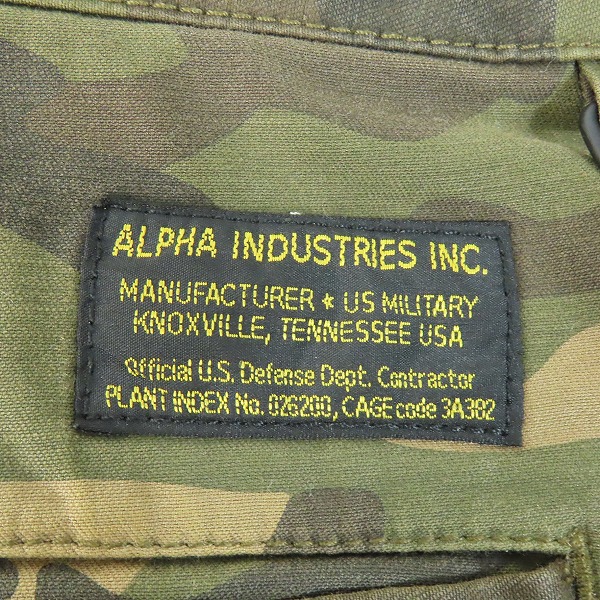 ALPHA INDUSTRIES INC.
MANUFACTURER * US MILITARY
KNOXVILLE, TENNESSEE USA
Official U.S. Defense Dept. Contractor
PLANT INDEX No. 026200, CAGE code 3A382